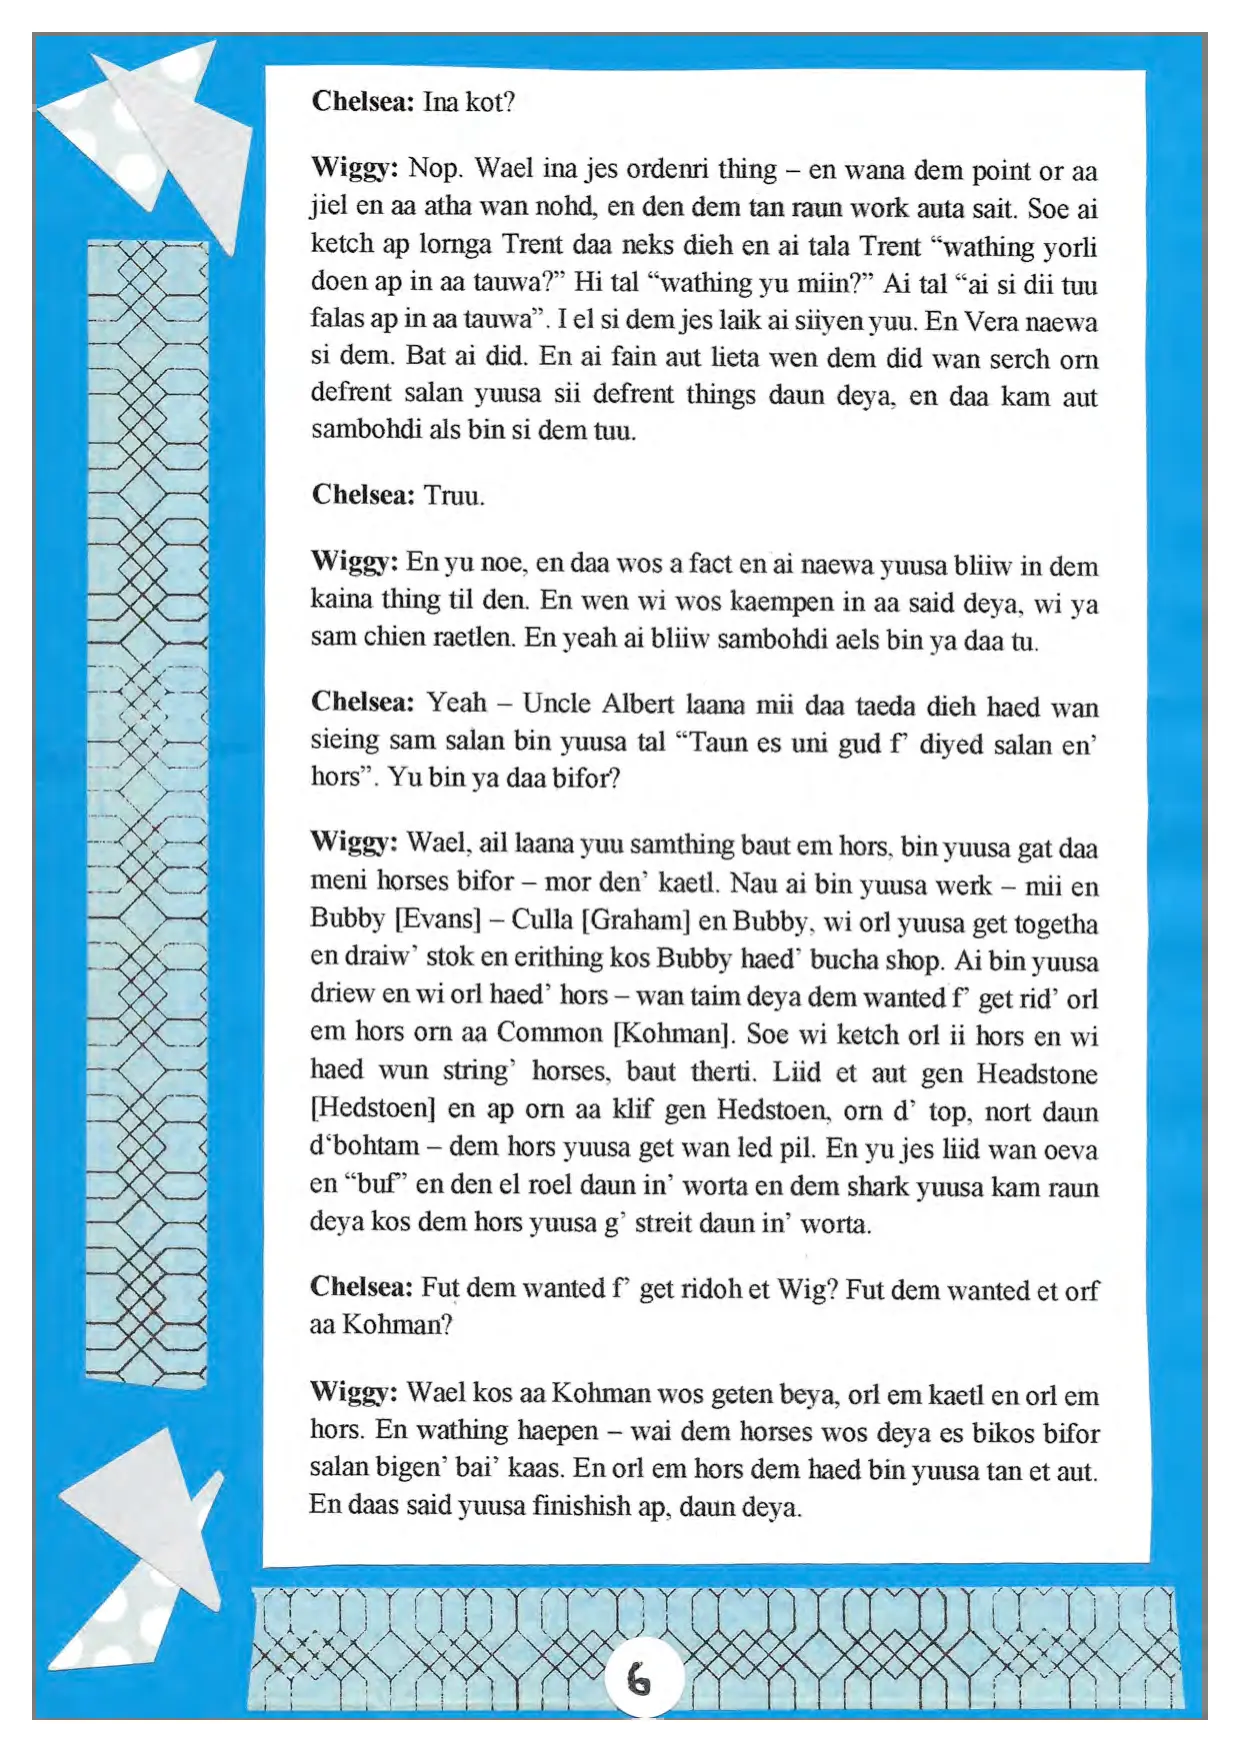 Chelsea: Ina kot?
Wiggy: Nop. Wael ina jes ordenri thing – en wana dem point or aa
jiel en aa atha wan nohd, en den dem tan raun work auta sait. Soe ai
ketch ap lornga Trent daa neks dieh en ai tala Trent “wathing yorli
doen ap in aa tauwa?” Hi tal “wathing yu miin?” Ai tal “ai si dii tuu
falas ap in aa tauwa”. I el si dem jes laik ai siiyen yuu. En Vera naewa
si dem. Bat ai did. En ai fain aut lieta wen dem did wan serch orn
defrent salan yuusa sii defrent things daun deya, en daa kam aut
sambohdi als bin si dem tuu.
Chelsea: Truu.
Wiggy: En yu noe, en daa wos a fact en ai naewa yuusa bliiw in dem
kaina thing til den. En wen wi wos kaempen in aa said deya, wi ya
sam chien raetlen. En yeah ai bliiw sambohdi aels bin ya daa tu.
Chelsea: Yeah – Uncle Albert laana mii daa taeda dieh haed wan
sieing sam salan bin yuusa tal “Taun es uni gud f’ diyed salan en’
hors”. Yu bin ya daa bifor?
Wiggy: Wael, ail laana yuu samthing baut em hors, bin yuusa gat daa
meni horses bifor – mor den’ kaetl. Nau ai bin yuusa werk – mii en
Bubby [Evans] – Culla [Graham] en Bubby, wi orl yuusa get togetha
en draiw’ stok en erithing kos Bubby haed’ bucha shop. Ai bin yuusa
driew en wi orl haed’ hors – wan taim deya dem wanted f’ get rid’ orl
em hors orn aa Common [Kohman]. Soe wi ketch orl ii hors en wi
haed wun string’ horses, baut therti. Liid et aut gen Headstone
[Hedstoen] en ap orn aa klif gen Hedstoen, orn d’ top, nort daun
d‘bohtam – dem hors yuusa get wan led pil. En yu jes liid wan oeva
en “buf” en den el roel daun in’ worta en dem shark yuusa kam raun
deya kos dem hors yuusa g’ streit daun in’ worta.
Chelsea: Fut dem wanted f’ get ridoh et Wig? Fut dem wanted et orf
aa Kohman?
Wiggy: Wael kos aa Kohman wos geten beya, orl em kaetl en orl em
hors. En wathing haepen – wai dem horses wos deya es bikos bifor
salan bigen’ bai’ kaas. En orl em hors dem haed bin yuusa tan et aut.
En daas said yuusa finishish ap, daun deya.
6